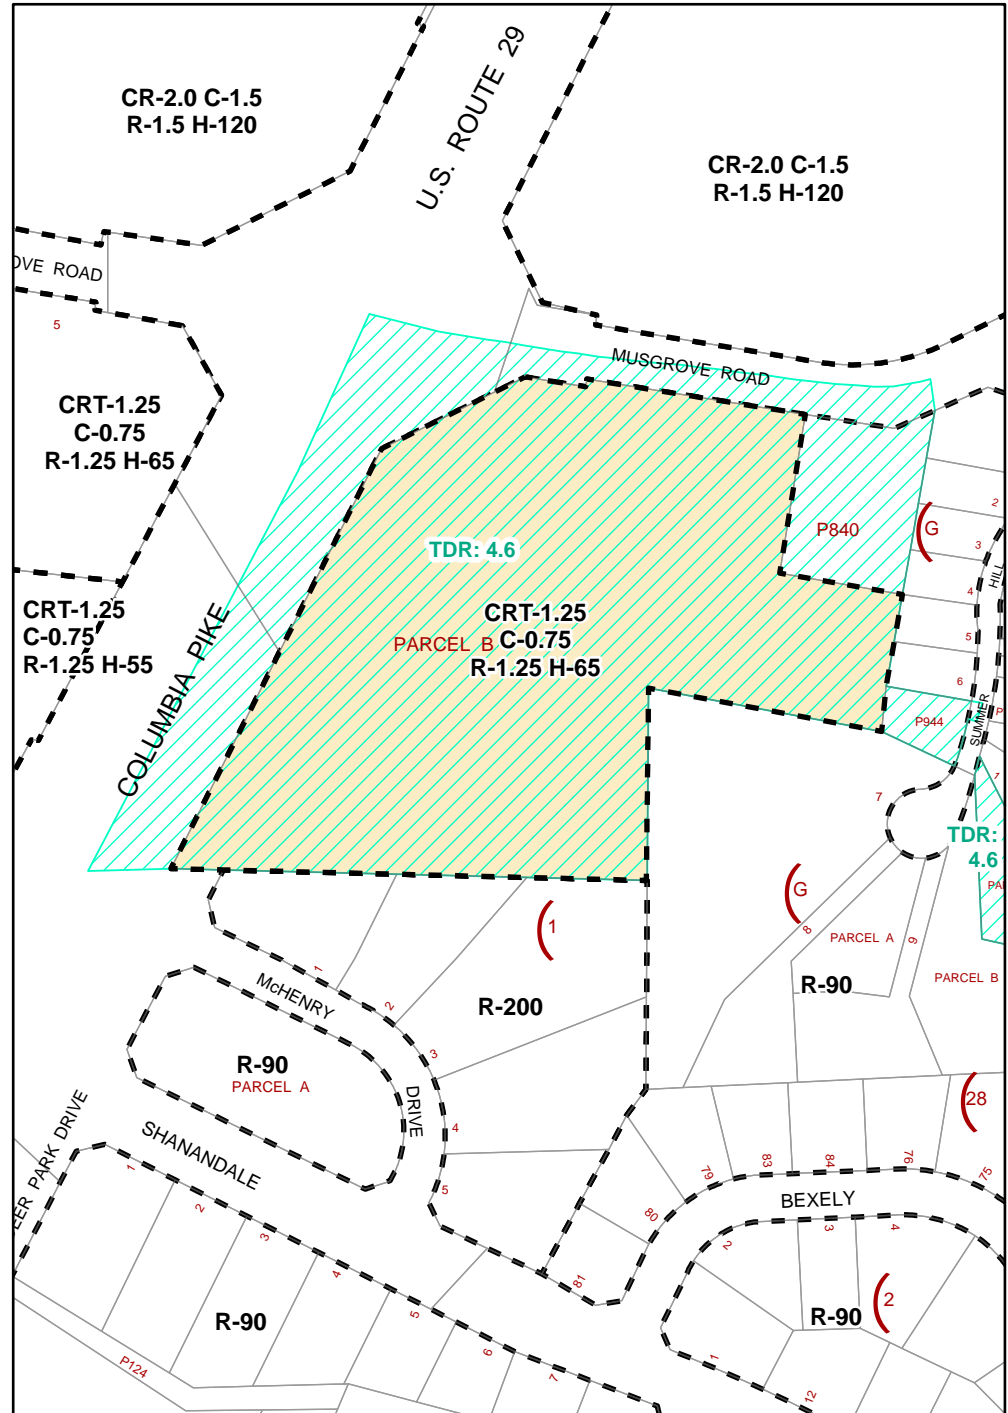 U.S. ROUTE 29
CR-2.0 C-1.5
R-1.5 H-120
CR-2.0 C-1.5
R-1.5 H-120
OVE ROAD
5
MUSGROVE ROAD
CRT-1.25
C-0.75
R-1.25 H-65
2
P840
G
3
TDR: 4.6
HILL
4
CRT-1.25
C-0.75
R-1.25 H-55
CRT-1.25
C-0.75
R-1.25 H-65
PARCEL B
5
6
COLUMBIA PIKE
P944
SUMMER
P
1
7
TDR:
4.6
G
PA
1
8
PARCEL A
9
PARCEL B
1
McHENRY
2
R-200
R-90
3
R-90
PARCEL A
DRIVE
4
28
EER PARK DRIVE
SHANANDALE
1
2
3
4
5
6
7
5
79
83
84
76
75
BEXELY
80
2
3
4
81
R-90
R-90
2
P124
1
12